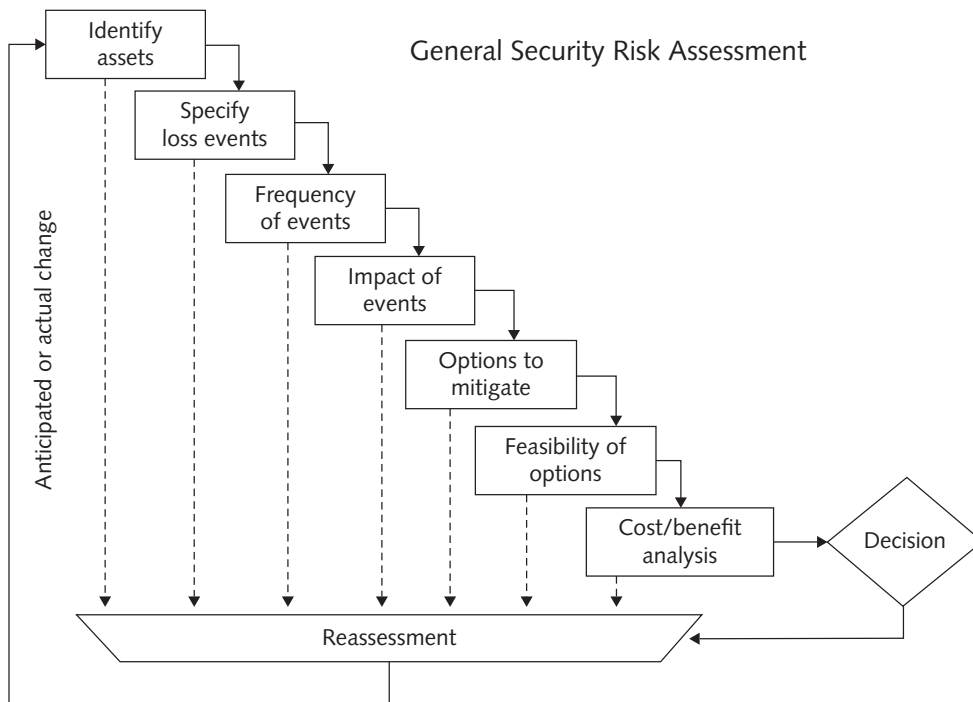 General Security Risk Assessment
Identify
assets
Specify
loss events
Frequency
of events
Impact of
events
Options to
mitigate
Feasibility of
options
Cost/benefit
analysis
Decision
Reassessment
Anticipated or actual change